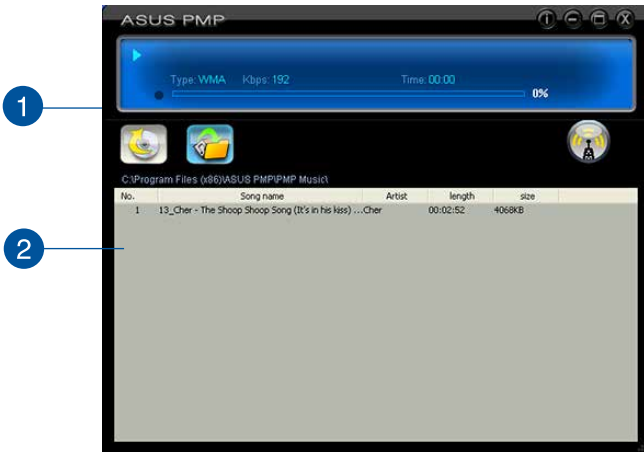 ASUS PMP
1
Type: WMA Kbps: 192 Time: 00:00
0%
C:\Program Files (x86)\ASUS PMP\PMP Music\
No. Song name Artist length size
1 13_Cher - The Shoop Shoop Song (It's in his kiss) ...Cher 00:02:52 4068KB
2